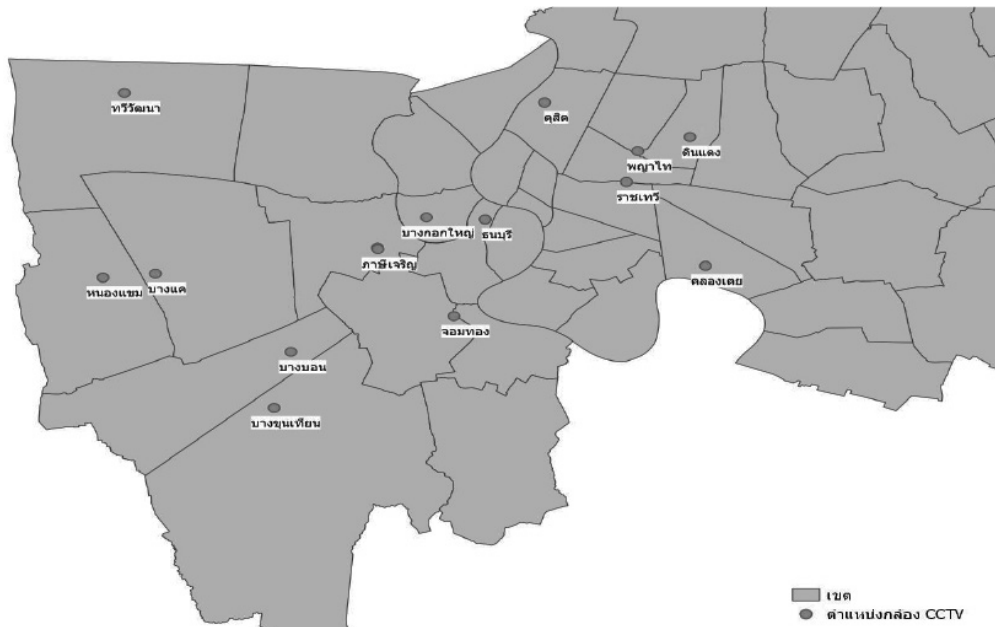 ทวีวัฒนา
ดุสิต
ดินแดง
พญาไท
ราชเทวี
บางกอกใหญ่
ธนบุรี
ภาษีเจริญ
คลองเตย
หนองแขม
บางแค
จอมทอง
บางบอน
บางขุนเทียน
เขต
ตำแหน่งกล้อง CCTV